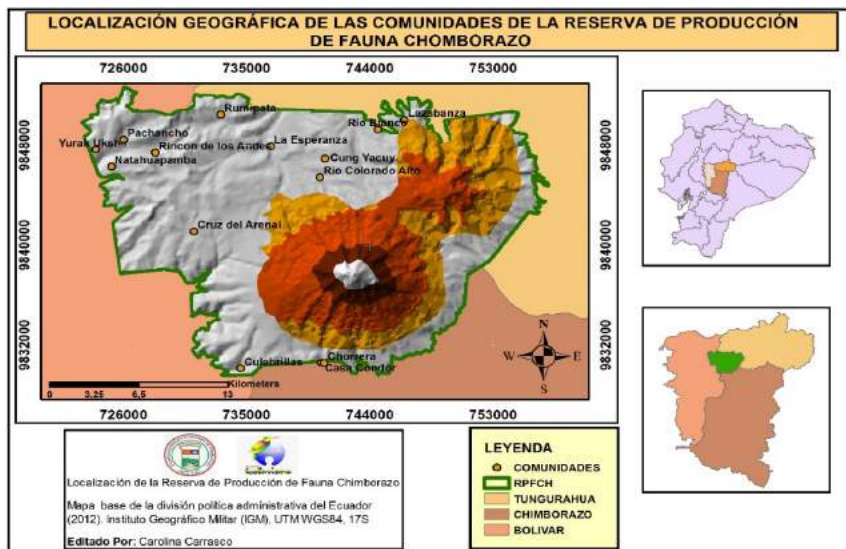 LOCALIZACIÓN GEOGRÁFICA DE LAS COMUNIDADES DE LA RESERVA DE PRODUCCIÓN
DE FAUNA CHOMBORAZO
726000 735000 744000 753000
Rumipata
Lazabanza
Rio Blanco
Pachancho
La Esperanza
Rincon de los Andes
Natahuapamba
Cung Yacuy
Rio Colorado Alto
Cruz del Arenal
Culabrillas
Chorrera
Casa Condor
9848000
9840000
9832000
9848000
9840000
9832000
N
W E
S
Kilometers
0 3,25 6,5 13
726000 735000 744000 753000
Localización de la Reserva de Producción de Fauna Chimborazo
Mapa base de la división política administrativa del Ecuador
(2012). Instituto Geográfico Militar (IGM), UTM WGS84, 17S
Editado Por: Carolina Carrasco
LEYENDA
COMUNIDADES
RPFCH
TUNGURAHUA
CHIMBORAZO
BOLIVAR